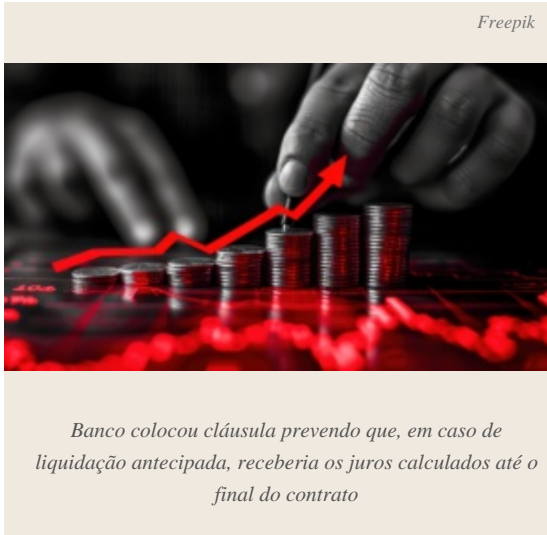 Freepik
Banco colocou cláusula prevendo que, em caso de
liquidação antecipada, receberia os juros calculados até o
final do contrato